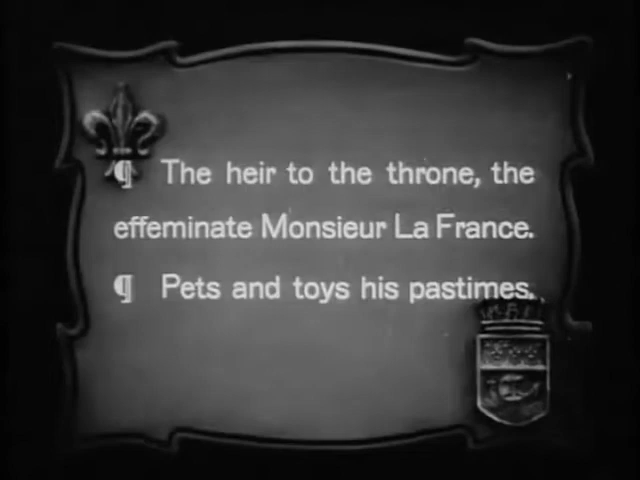 ¶ The heir to the throne, the
effeminate Monsieur La France.
¶ Pets and toys his pastimes.